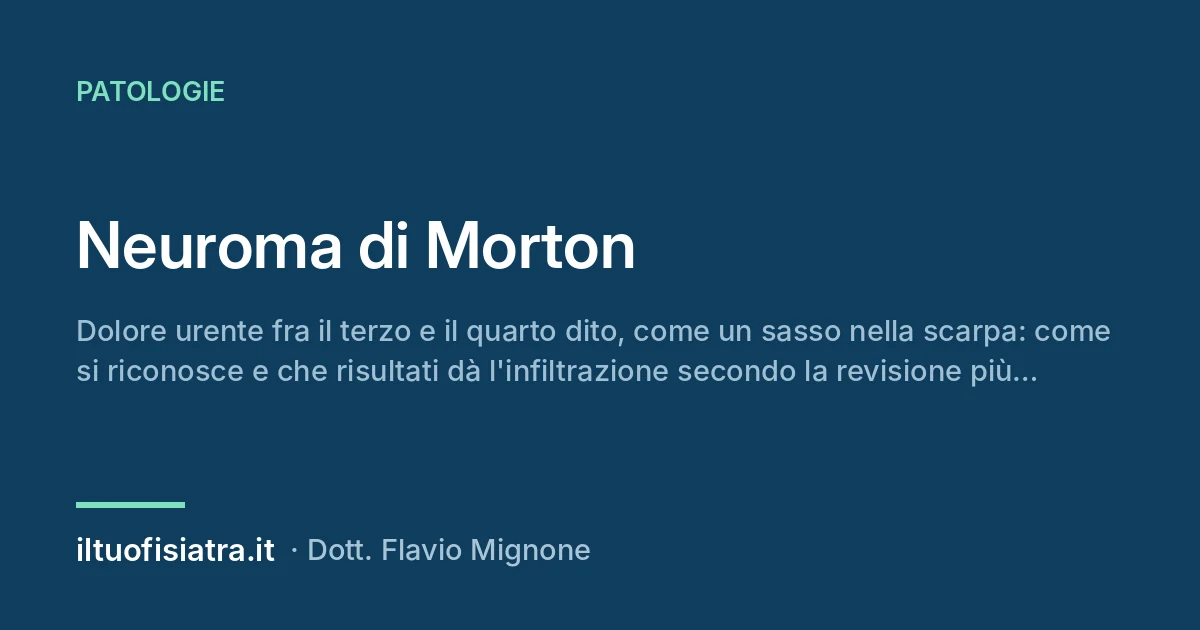 PATOLOGIE
Neuroma di Morton
Dolore urente fra il terzo e il quarto dito, come un sasso nella scarpa: come
si riconosce e che risultati dà l'infiltrazione secondo la revisione più...
iltuofisiatra.it · Dott. Flavio Mignone